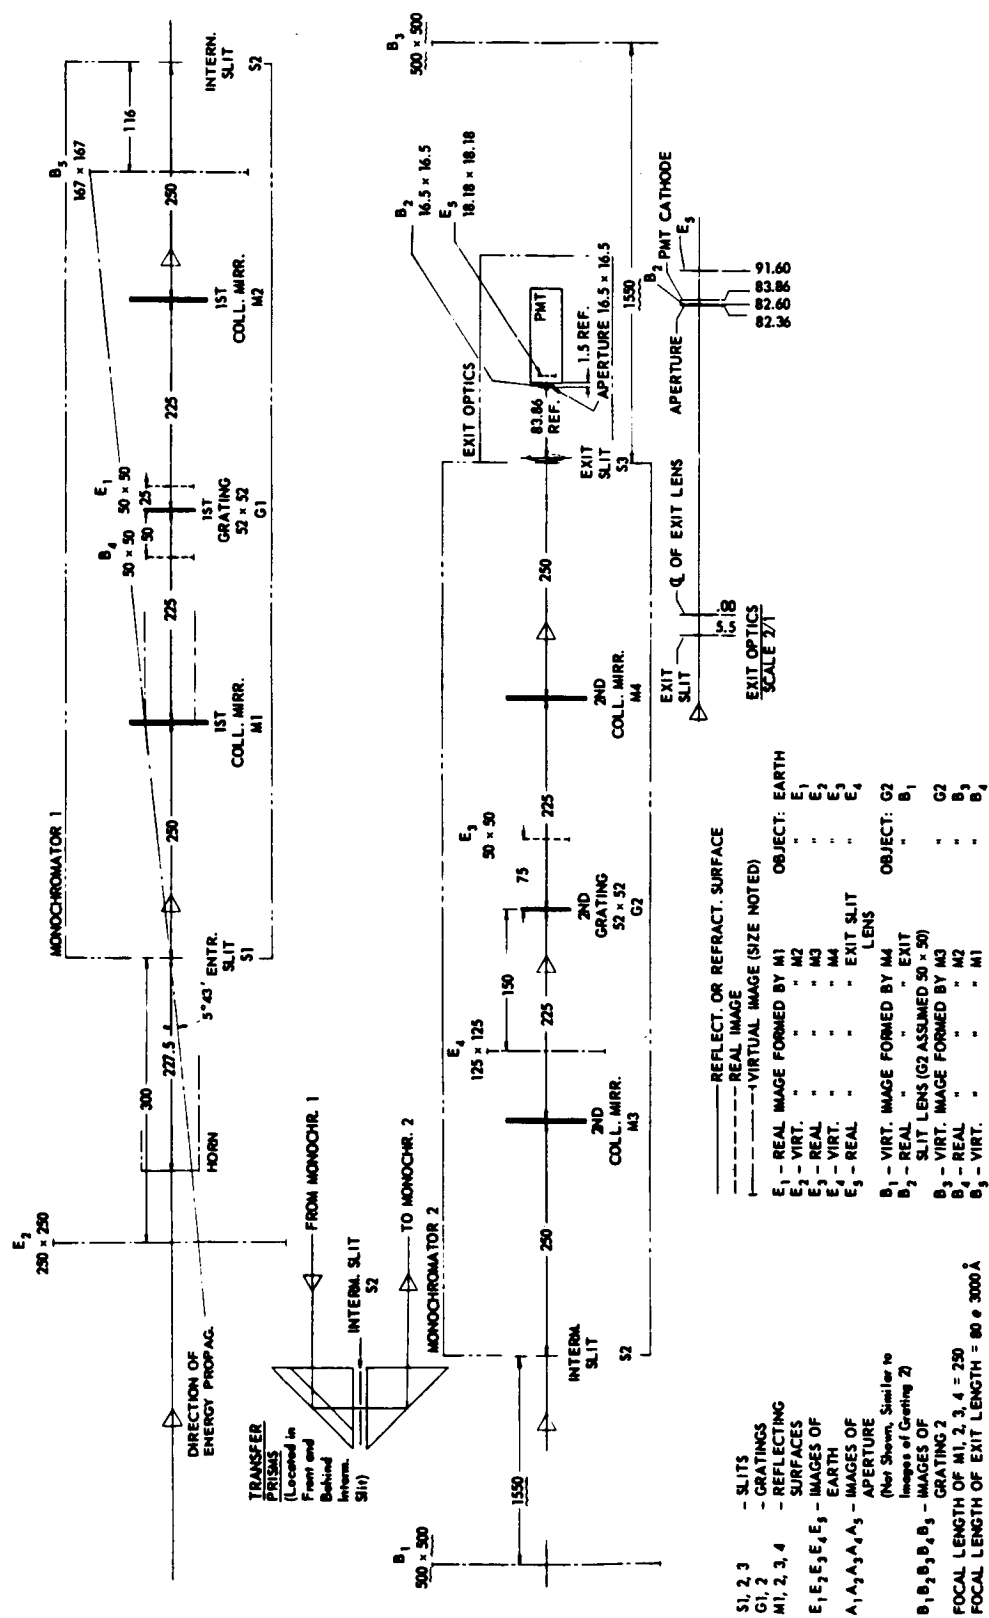 MONOCHROMATOR 1
E2
250 × 250
300
HORN
227.5
5°43' ENTR.
SLIT
S1
DIRECTION OF
ENERGY PROPAG.
250
1ST
COLL. MIRR.
M1
225
B4
50 × 50
50
1ST
GRATING
52 × 52
G1
E1
50 × 50
25
225
1ST
COLL. MIRR.
M2
250
B5
167 × 167
116
INTERN.
SLIT
S2
TRANSFER
PRISMS
(Located in
Front and
Behind
Interm.
Slit)
FROM MONOCHR. 1
INTERM. SLIT
S2
TO MONOCHR. 2
MONOCHROMATOR 2
B1
500 × 500
1550
INTERM.
SLIT
S2
250
2ND
COLL. MIRR.
M3
E4
125 × 125
150
225
2ND
GRATING
52 × 52
G2
75
E3
50 × 50
225
2ND
COLL. MIRR.
M4
250
EXIT
SLIT
S3
EXIT OPTICS
83.86
REF.
PMT
1.5 REF.
APERTURE 16.5 × 16.5
B2
16.5 × 16.5
E5
18.18 × 18.18
1550
B3
500 × 500
EXIT
SLIT
℄ OF EXIT LENS
APERTURE
B2 PMT CATHODE
E5
91.60
83.86
82.60
82.36
EXIT OPTICS
SCALE 2/1
REFLECT. OR REFRACT. SURFACE
REAL IMAGE
VIRTUAL IMAGE (SIZE NOTED)
E1 - REAL IMAGE FORMED BY M1 OBJECT: EARTH
E2 - VIRT. " " " M2 " E1
E3 - REAL " " " M3 " E2
E4 - VIRT. " " " M4 " E3
E5 - REAL " " " EXIT SLIT " E4
LENS
B1 - VIRT. IMAGE FORMED BY M4 OBJECT: G2
B2 - REAL " " " EXIT " B1
SLIT LENS (G2 ASSUMED 50 × 50)
B3 - VIRT. IMAGE FORMED BY M3 G2
B4 - REAL " " " M2 " B3
B5 - VIRT. " " " M1 " B4
S1, 2, 3 - SLITS
G1, 2 - GRATINGS
M1, 2, 3, 4 - REFLECTING
SURFACES
E1 E2 E3 E4 E5 - IMAGES OF
EARTH
A1 A2 A3 A4 A5 - IMAGES OF
APERTURE
(Not Shown, Similar to
Images of Grating 2)
B1 B2 B3 B4 B5 - IMAGES OF
GRATING 2
FOCAL LENGTH OF M1, 2, 3, 4 = 250
FOCAL LENGTH OF EXIT LENGTH = 80 @ 3000Å